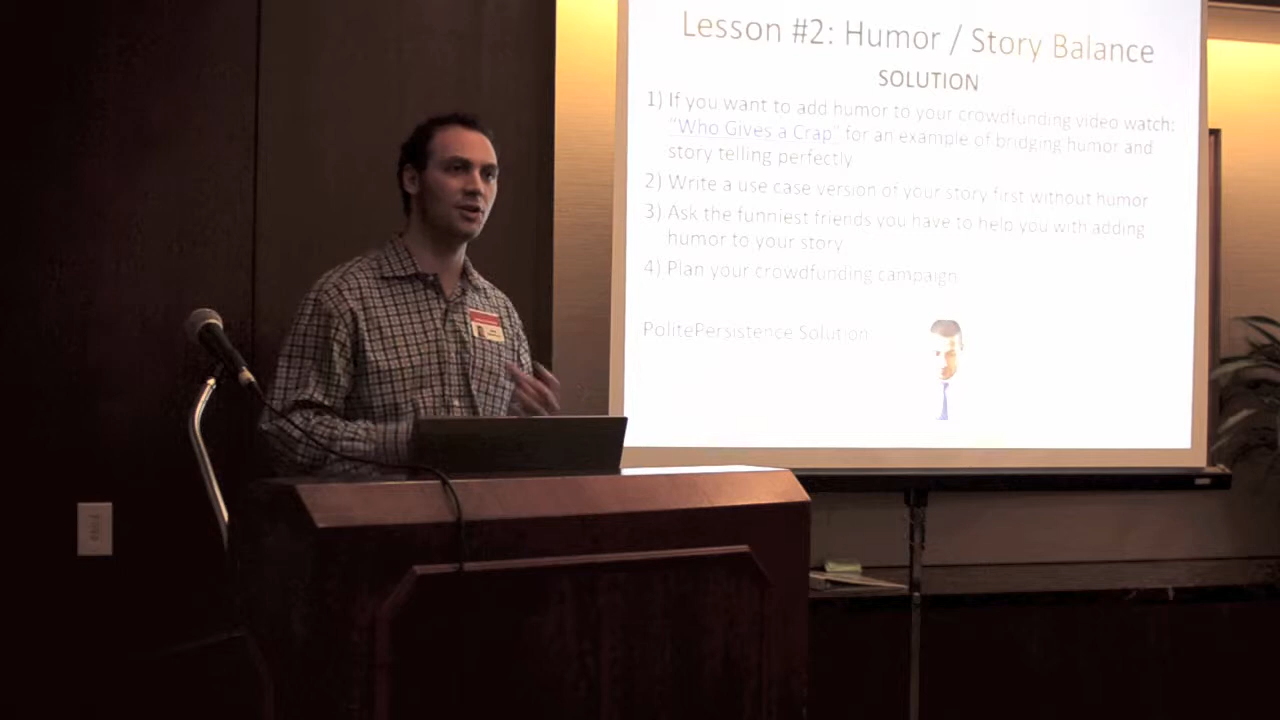 Lesson #2: Humor / Story Balance
SOLUTION
1) If you want to add humor to your crowdfunding video watch:
"Who Gives a Crap" for an example of bridging humor and
story telling perfectly
2) Write a use case version of your story first without humor
3) Ask the funniest friends you have to help you with adding
humor to your story
4) Plan your crowdfunding campaign
PolitePersistence Solution